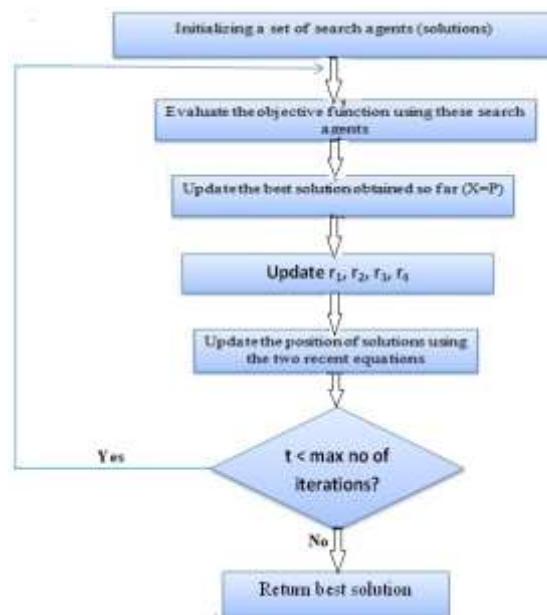 Initializing a set of search agents (solutions)
Evaluate the objective function using these search
agents
Update the best solution obtained so far (X=P)
Update r₁, r₂, r₃, r₄
Update the position of solutions using
the two recent equations
t < max no of
iterations?
Yes
No
Return best solution